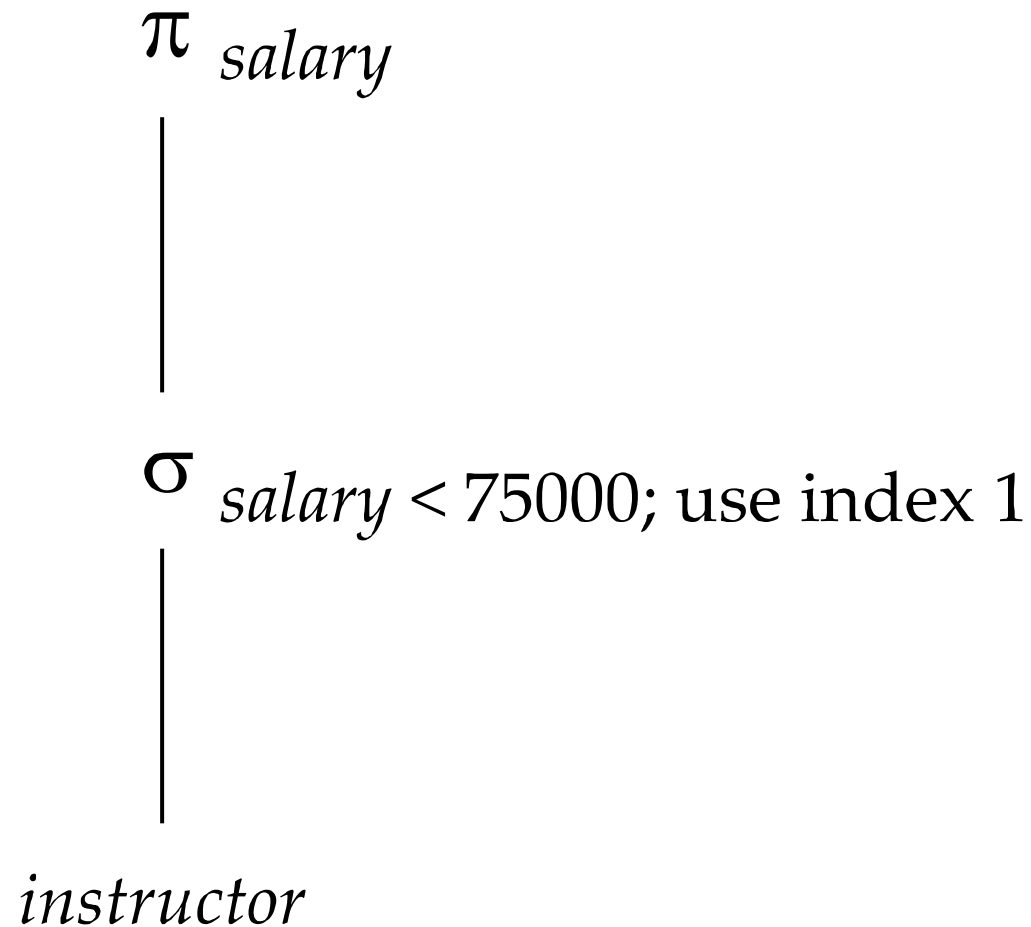 π salary
σ salary < 75000; use index 1
instructor